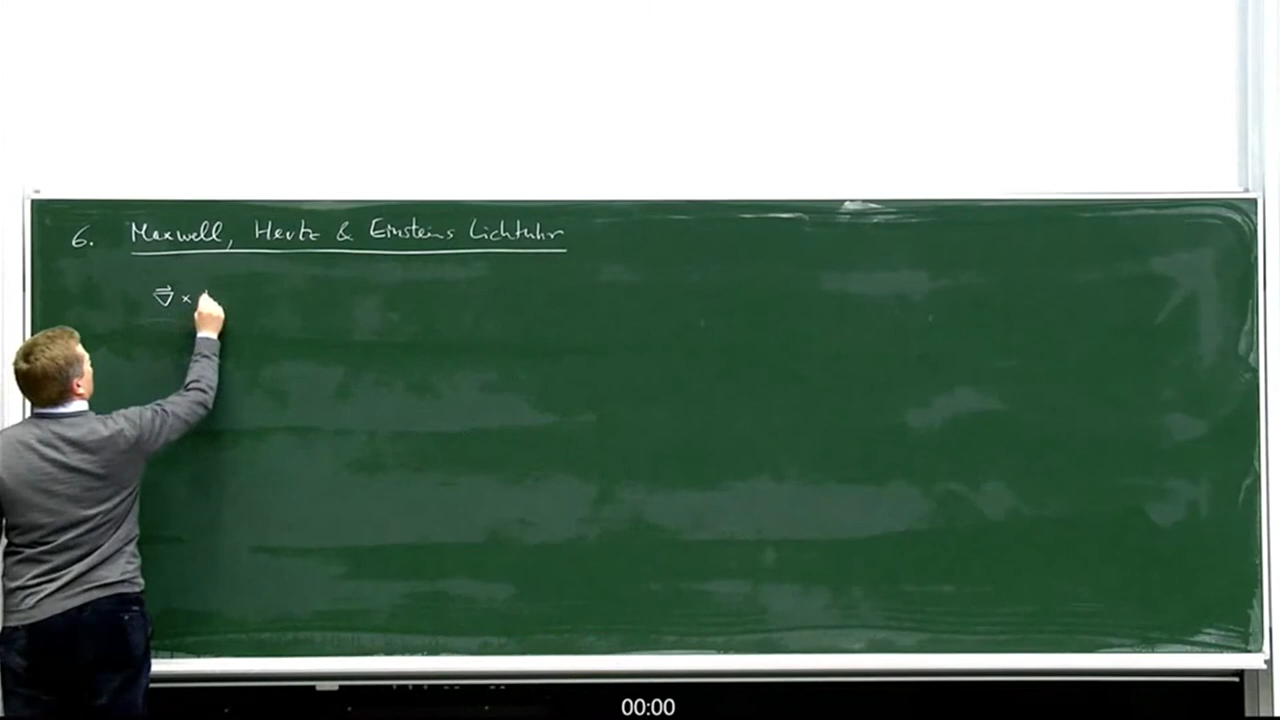 6. Maxwell, Hertz & Einsteins Lichtuhr
∇⃗ ×
00:00